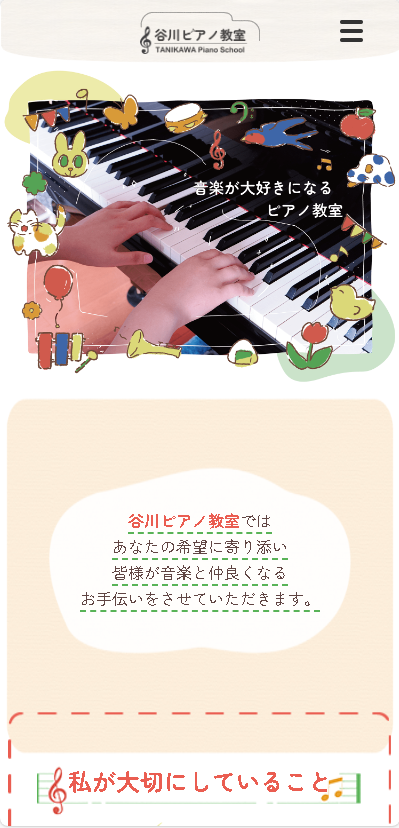 谷川ピアノ教室
TANIKAWA Piano School
音楽が大好きになる
ピアノ教室
谷川ピアノ教室では
あなたの希望に寄り添い
皆様が音楽と仲良くなる
お手伝いをさせていただきます。
私が大切にしていること